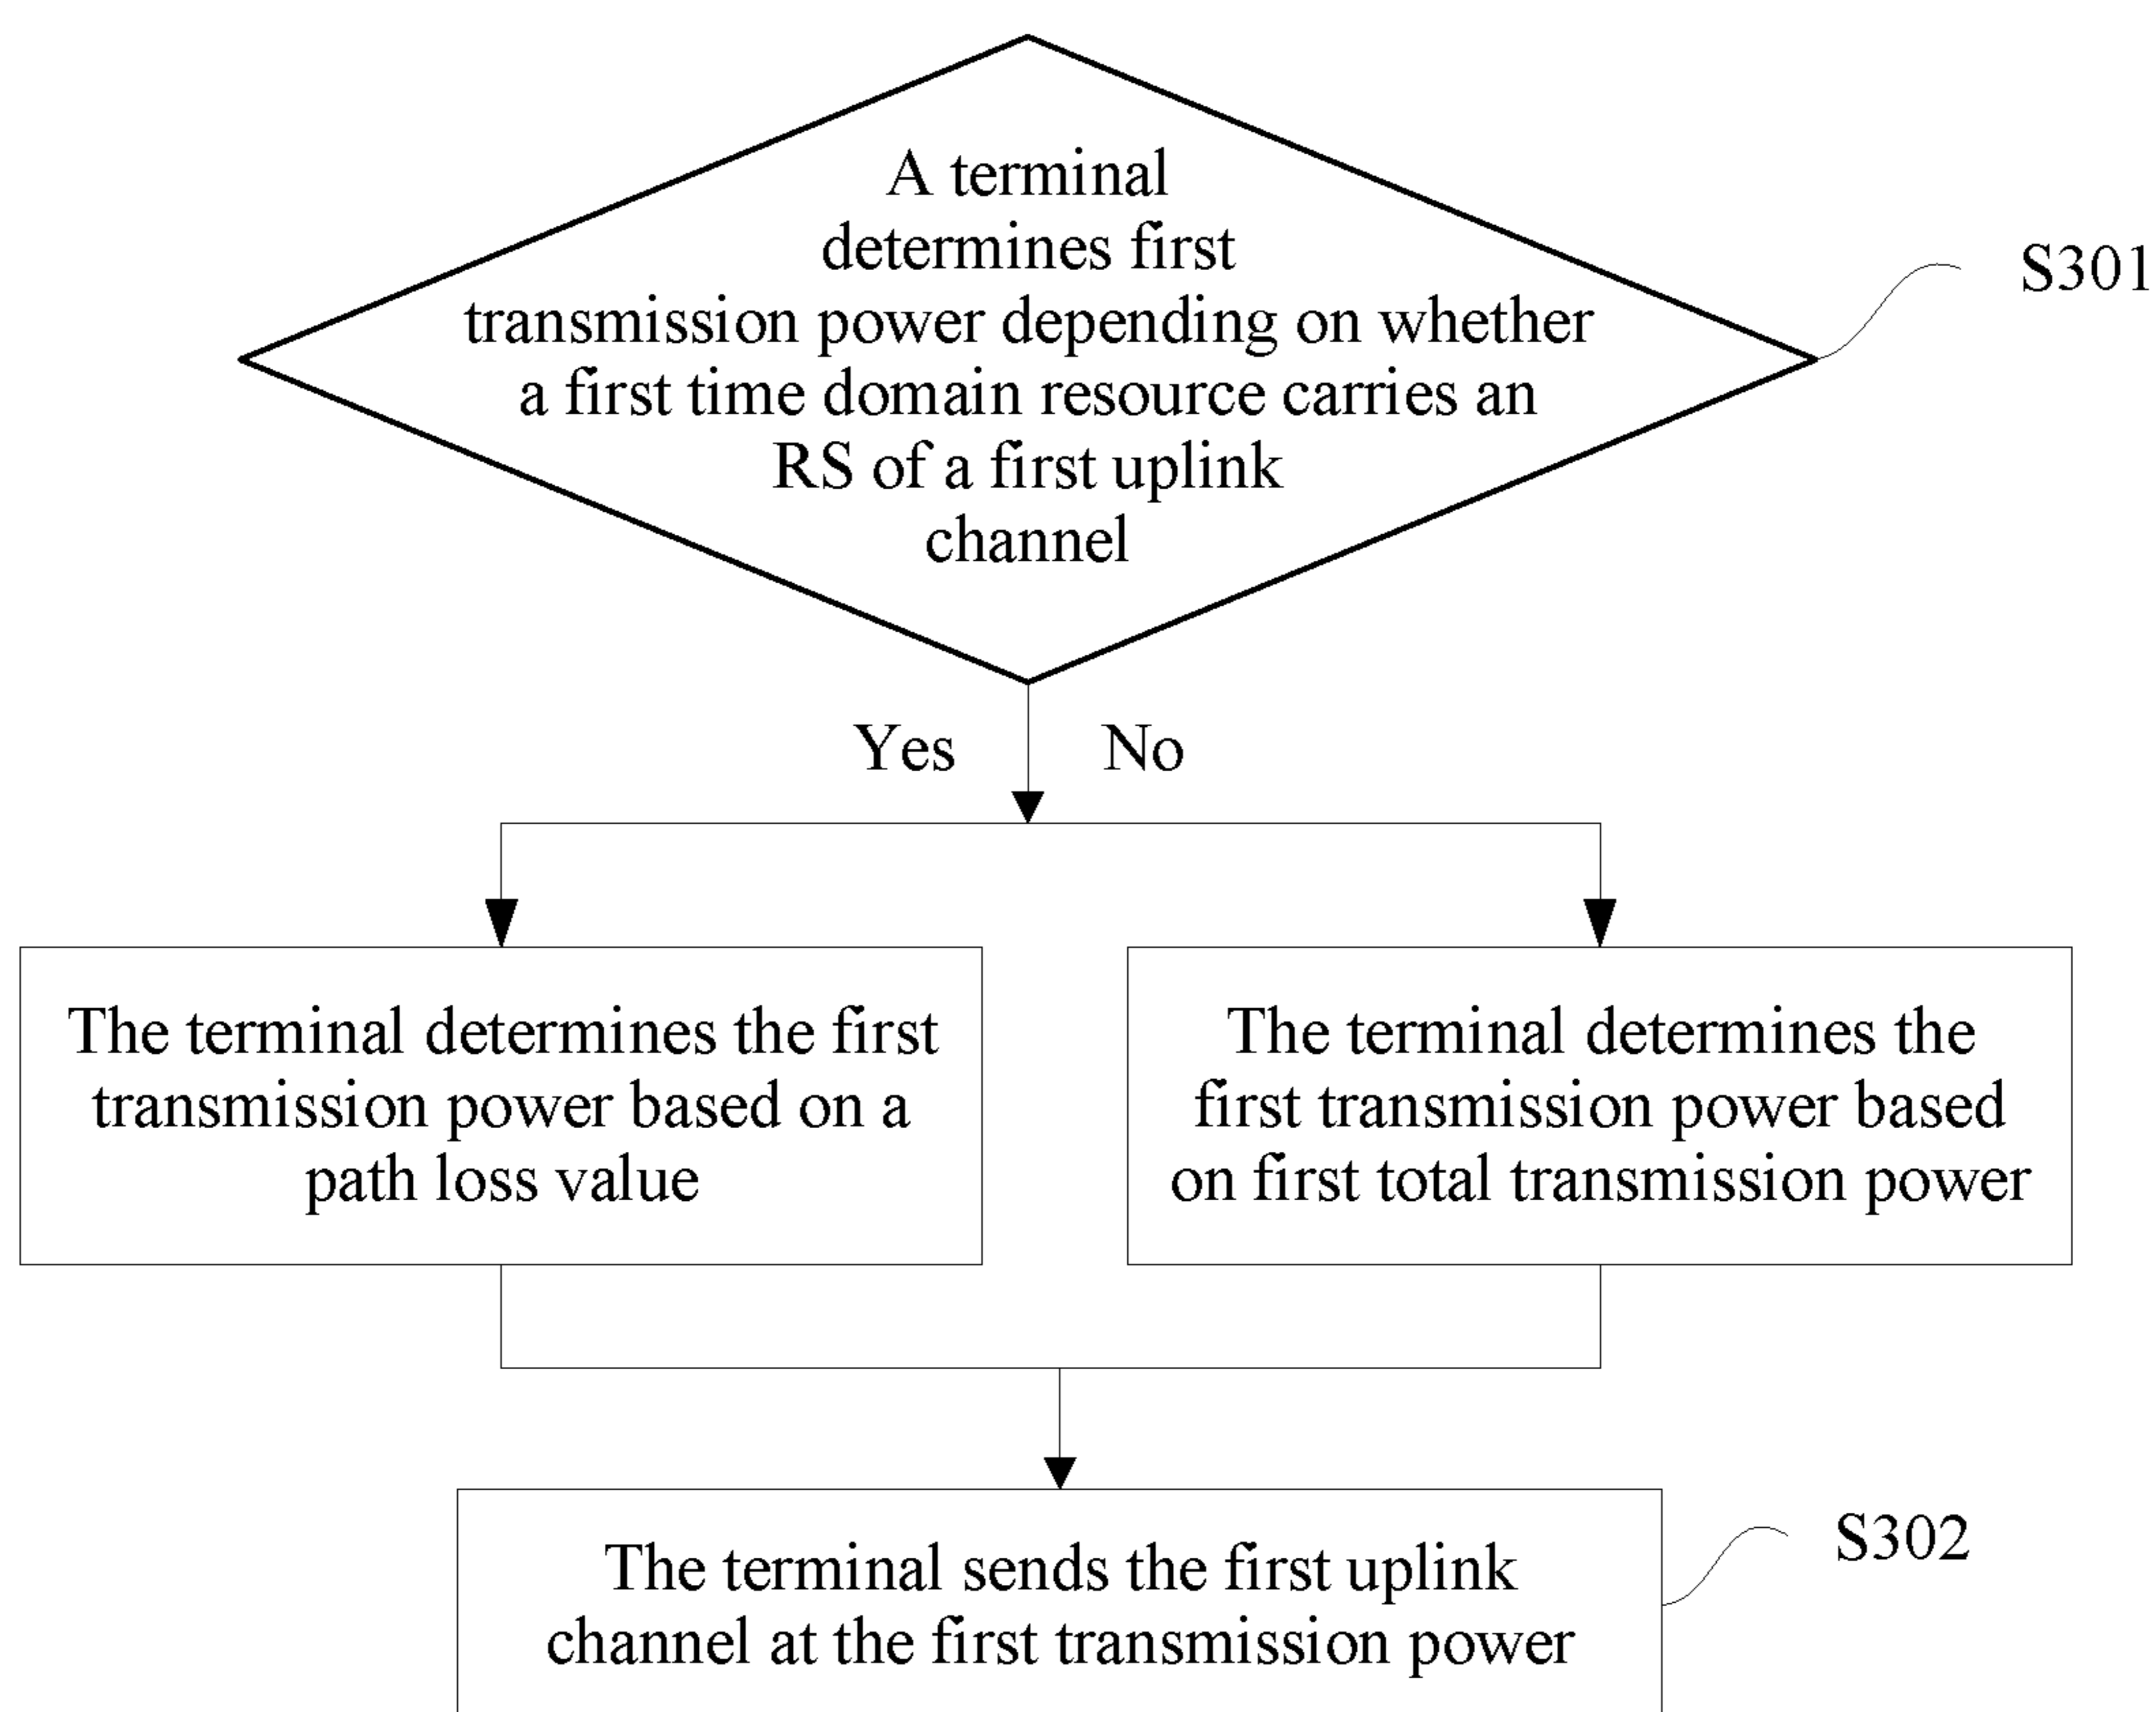 A terminal
determines first
transmission power depending on whether
a first time domain resource carries an
RS of a first uplink
channel
S301
Yes
No
The terminal determines the first
transmission power based on a
path loss value
The terminal determines the
first transmission power based
on first total transmission power
The terminal sends the first uplink
channel at the first transmission power
S302